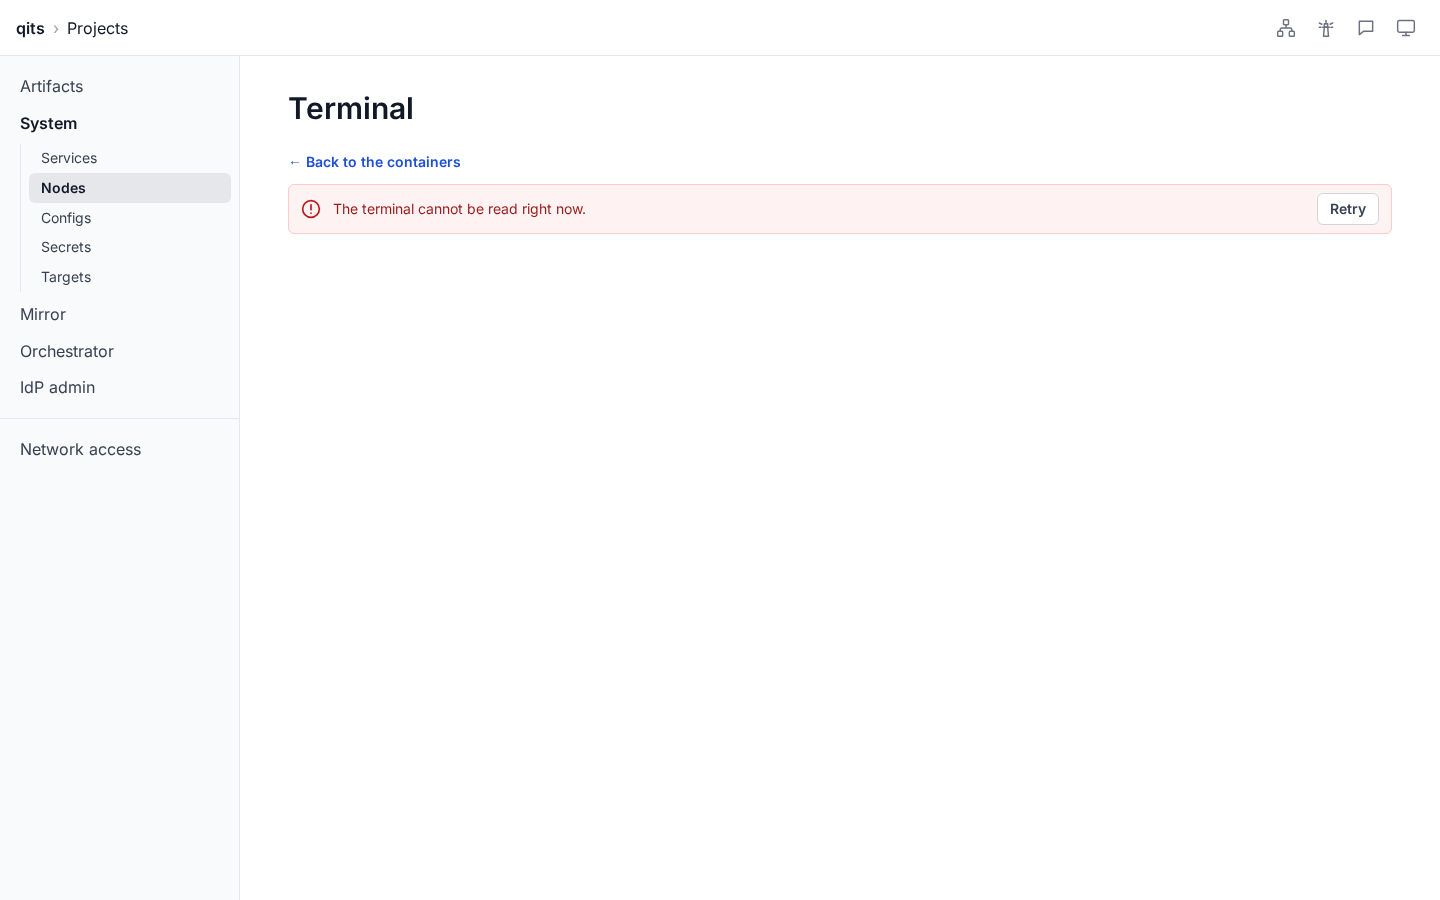 qits › Projects
Artifacts
System
Services
Nodes
Configs
Secrets
Targets
Mirror
Orchestrator
IdP admin
Network access
Terminal
← Back to the containers
The terminal cannot be read right now.
Retry